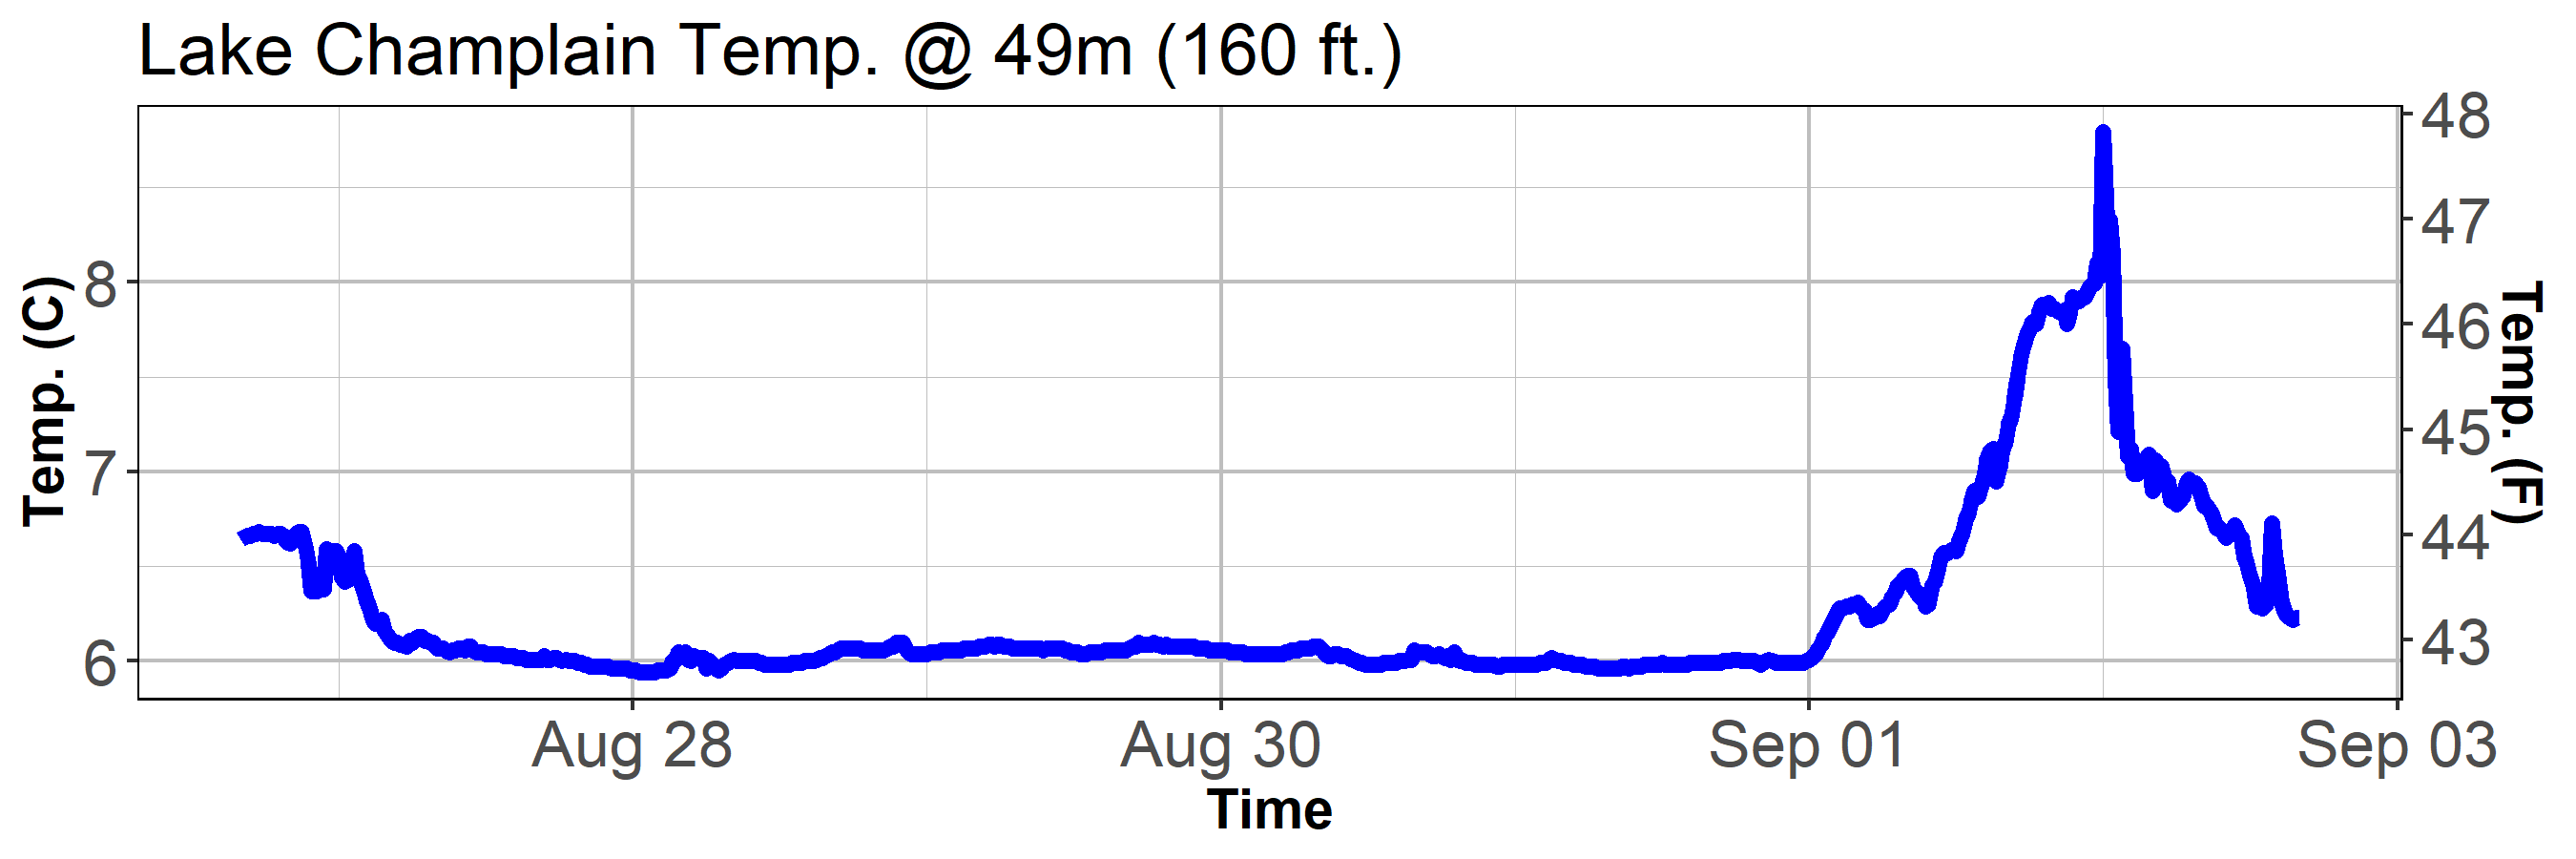 Lake Champlain Temp. @ 49m (160 ft.)
Temp. (C)
8
7
6
48
47
46
45
44
43
Temp. (F)
Aug 28
Aug 30
Sep 01
Sep 03
Time